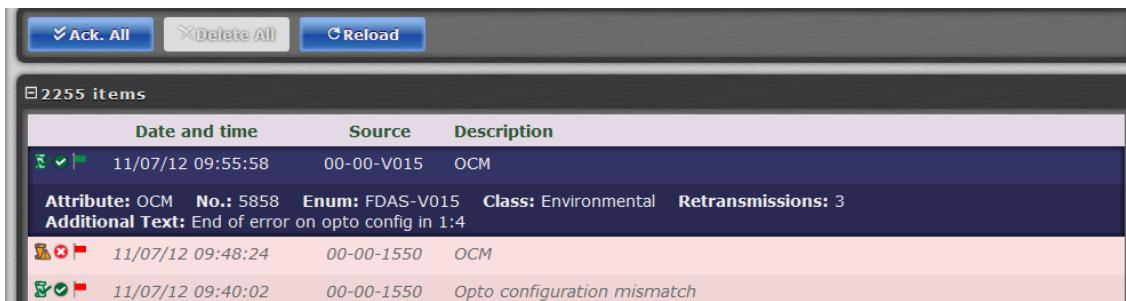 Ack. All Delete All Reload
2255 items
Date and time Source Description
11/07/12 09:55:58 00-00-V015 OCM
Attribute: OCM No.: 5858 Enum: FDAS-V015 Class: Environmental Retransmissions: 3
Additional Text: End of error on opto config in 1:4
11/07/12 09:48:24 00-00-1550 OCM
11/07/12 09:40:02 00-00-1550 Opto configuration mismatch